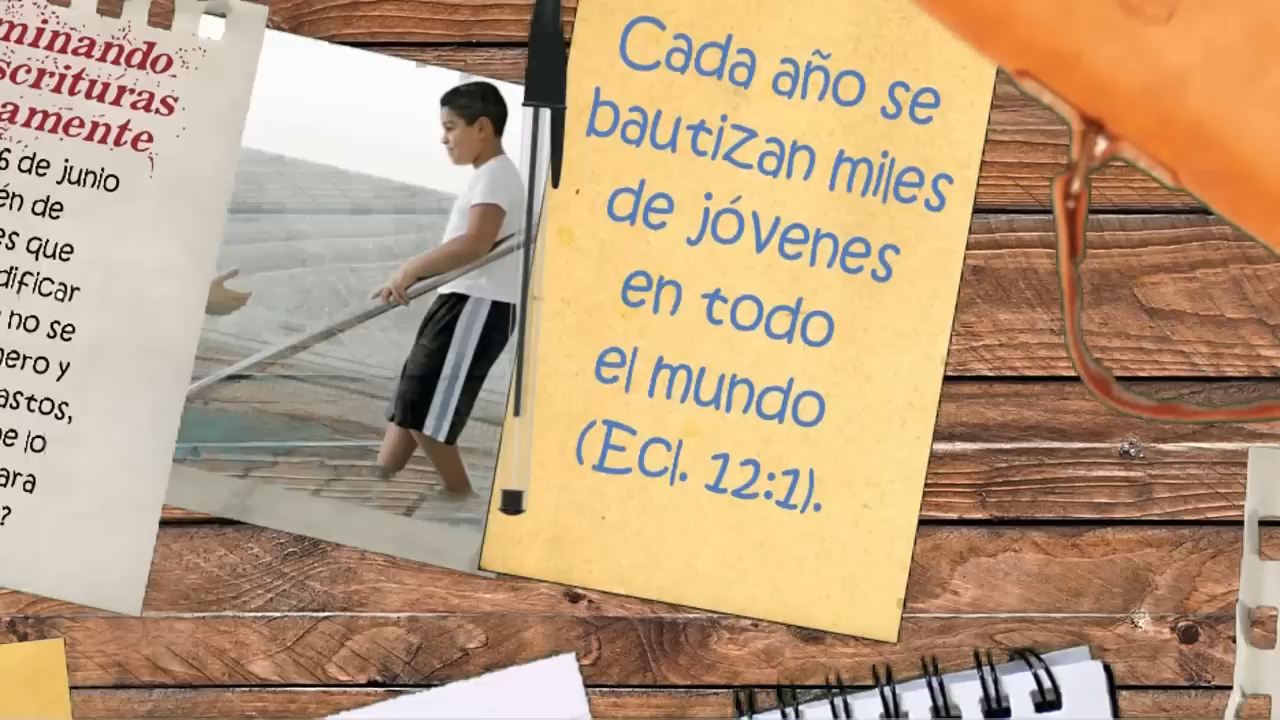 minando
scrituras
amente
6 de junio
én de
es que
dificar
no se
nero y
astos,
ne lo
ara
?
Cada año se
bautizan miles
de jóvenes
en todo
el mundo
(Ecl. 12:1).